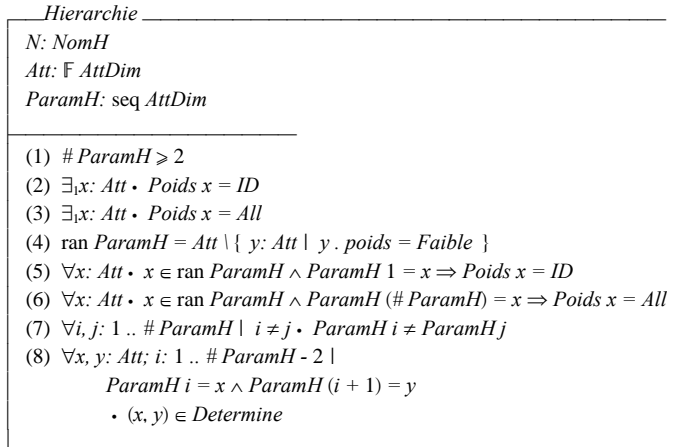 Hierarchie
N: NomH
Att: 𝔽 AttDim
ParamH: seq AttDim
(1) # ParamH ⩾ 2
(2) ∃₁x: Att • Poids x = ID
(3) ∃₁x: Att • Poids x = All
(4) ran ParamH = Att \ { y: Att | y . poids = Faible }
(5) ∀x: Att • x ∈ ran ParamH ∧ ParamH 1 = x ⇒ Poids x = ID
(6) ∀x: Att • x ∈ ran ParamH ∧ ParamH (# ParamH) = x ⇒ Poids x = All
(7) ∀i, j: 1 .. # ParamH | i ≠ j • ParamH i ≠ ParamH j
(8) ∀x, y: Att; i: 1 .. # ParamH - 2 |
ParamH i = x ∧ ParamH (i + 1) = y
• (x, y) ∈ Determine